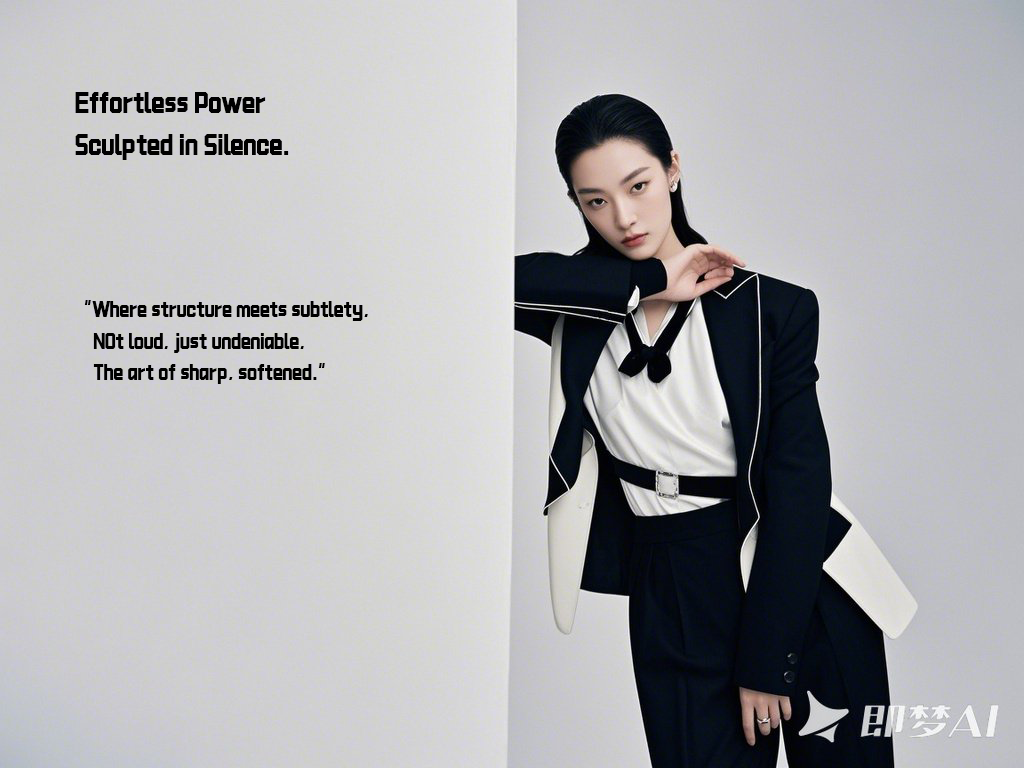 Effortless Power
Sculpted in Silence.
"Where structure meets subtlety,
NOt loud, just undeniable,
The art of sharp, softened."
即梦AI